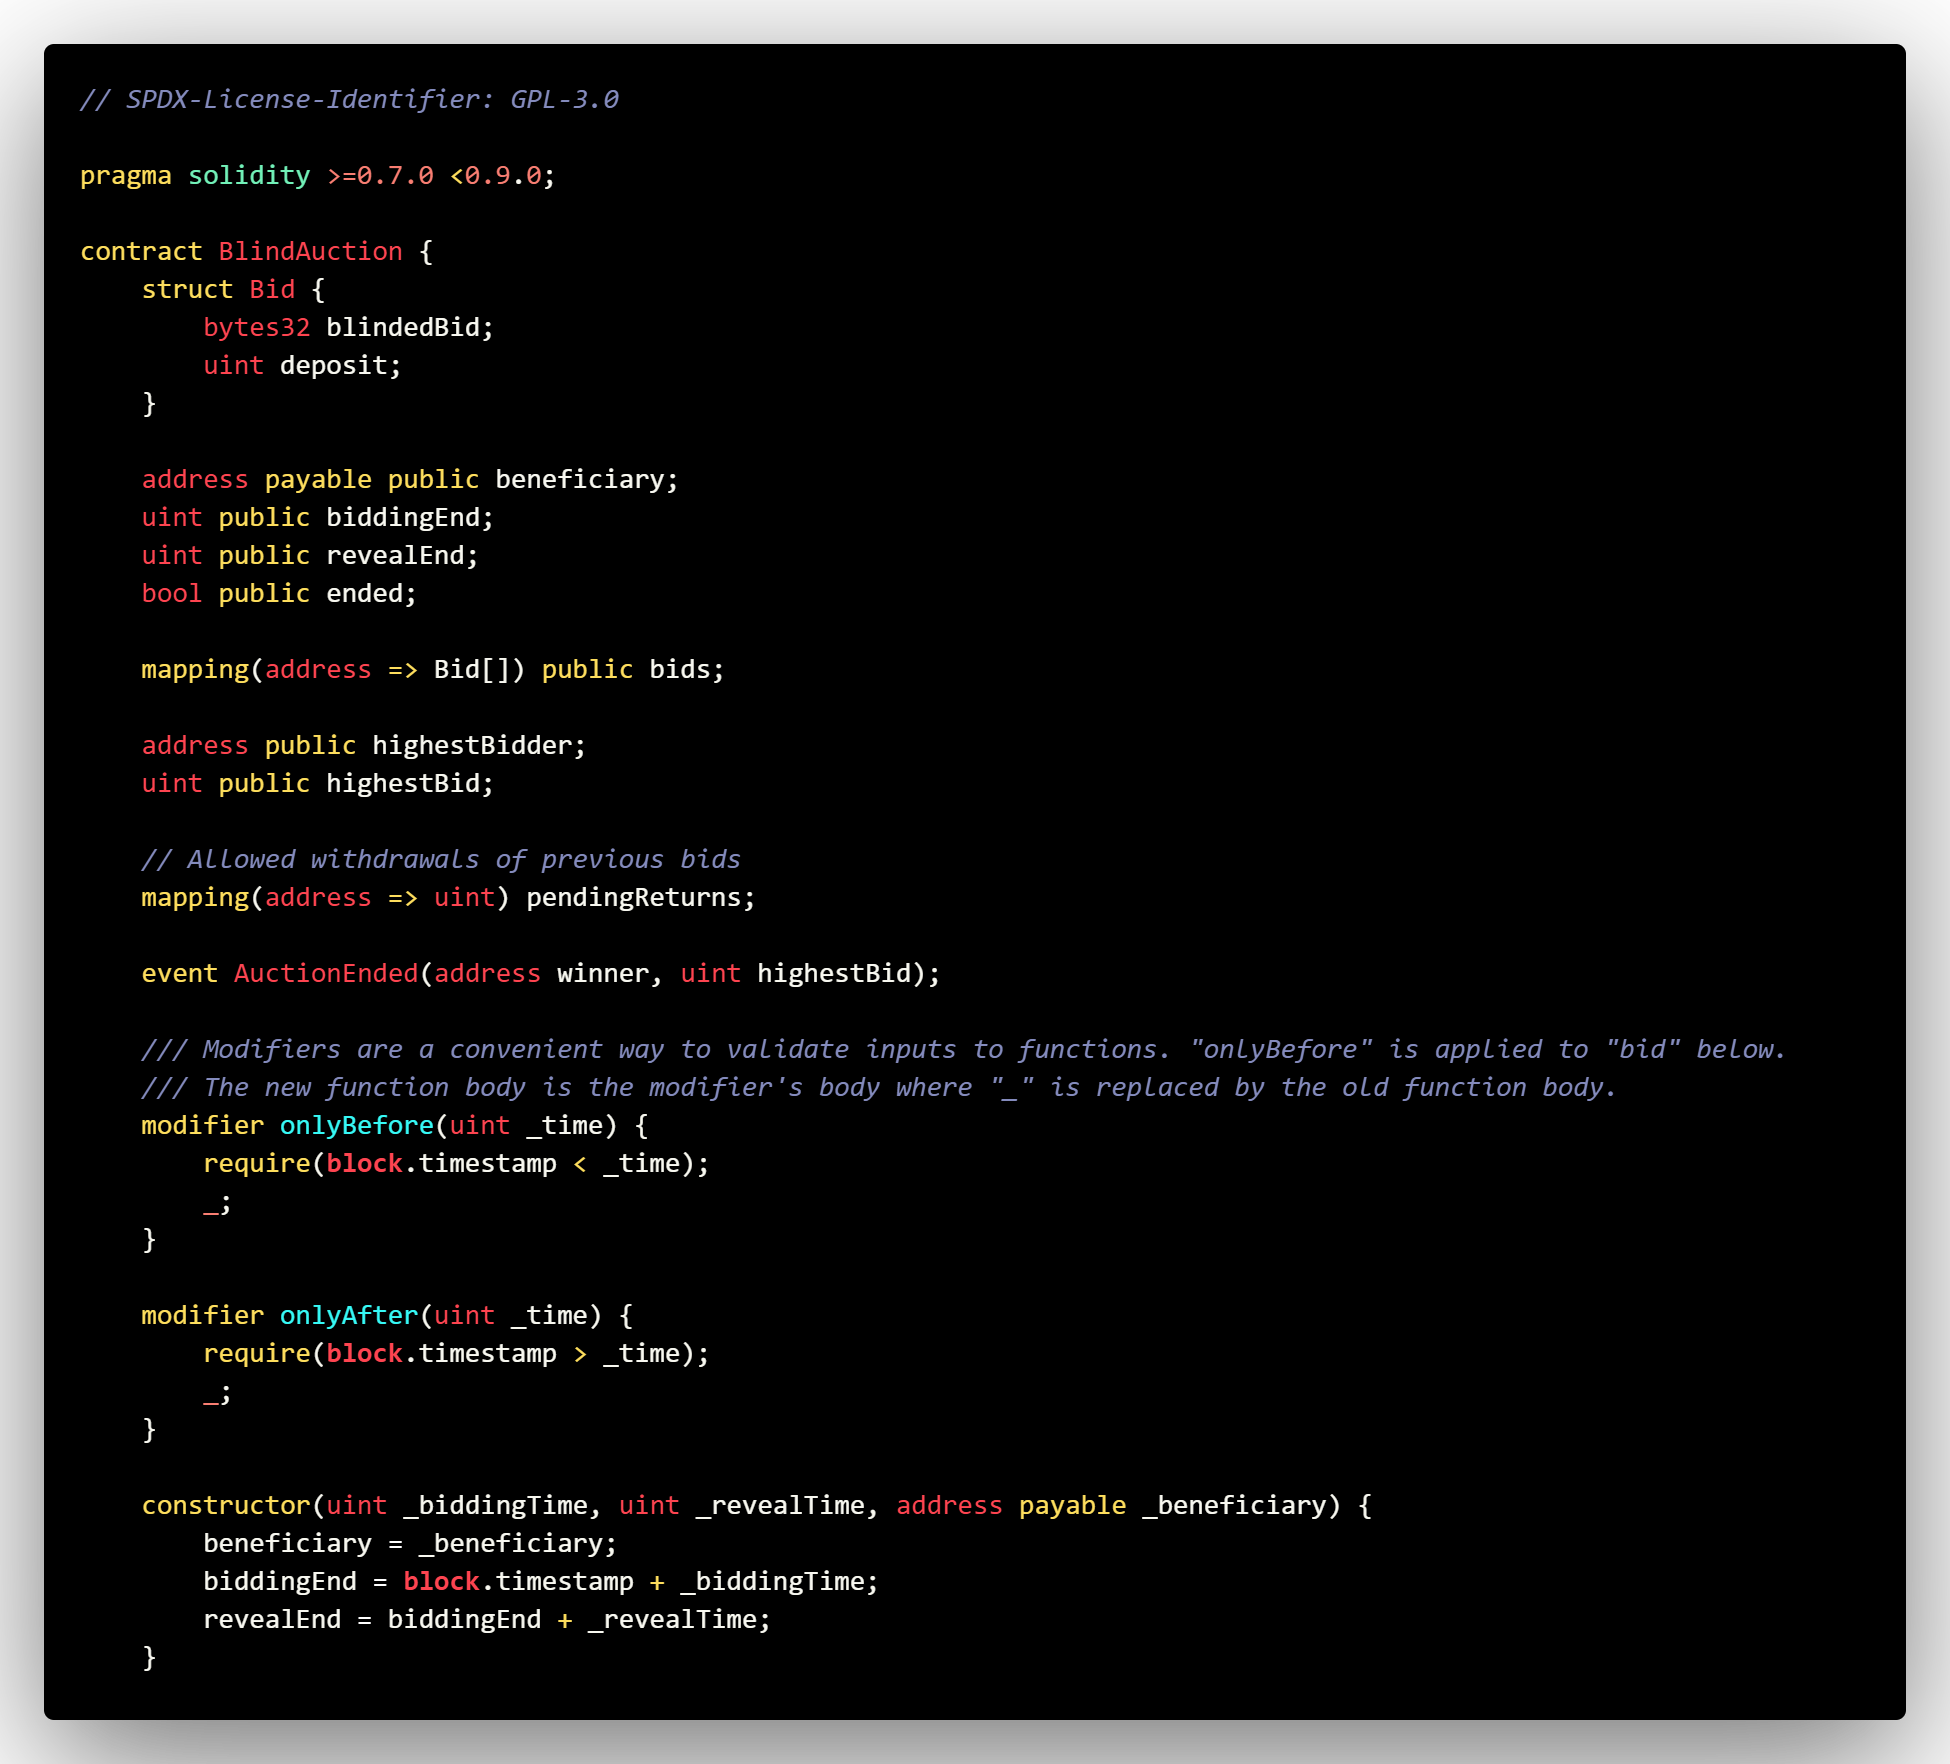 // SPDX-License-Identifier: GPL-3.0
pragma solidity >=0.7.0 <0.9.0;
contract BlindAuction {
struct Bid {
bytes32 blindedBid;
uint deposit;
}
address payable public beneficiary;
uint public biddingEnd;
uint public revealEnd;
bool public ended;
mapping(address => Bid[]) public bids;
address public highestBidder;
uint public highestBid;
// Allowed withdrawals of previous bids
mapping(address => uint) pendingReturns;
event AuctionEnded(address winner, uint highestBid);
/// Modifiers are a convenient way to validate inputs to functions. "onlyBefore" is applied to "bid" below.
/// The new function body is the modifier's body where "_" is replaced by the old function body.
modifier onlyBefore(uint _time) {
require(block.timestamp < _time);
_;
}
modifier onlyAfter(uint _time) {
require(block.timestamp > _time);
_;
}
constructor(uint _biddingTime, uint _revealTime, address payable _beneficiary) {
beneficiary = _beneficiary;
biddingEnd = block.timestamp + _biddingTime;
revealEnd = biddingEnd + _revealTime;
}